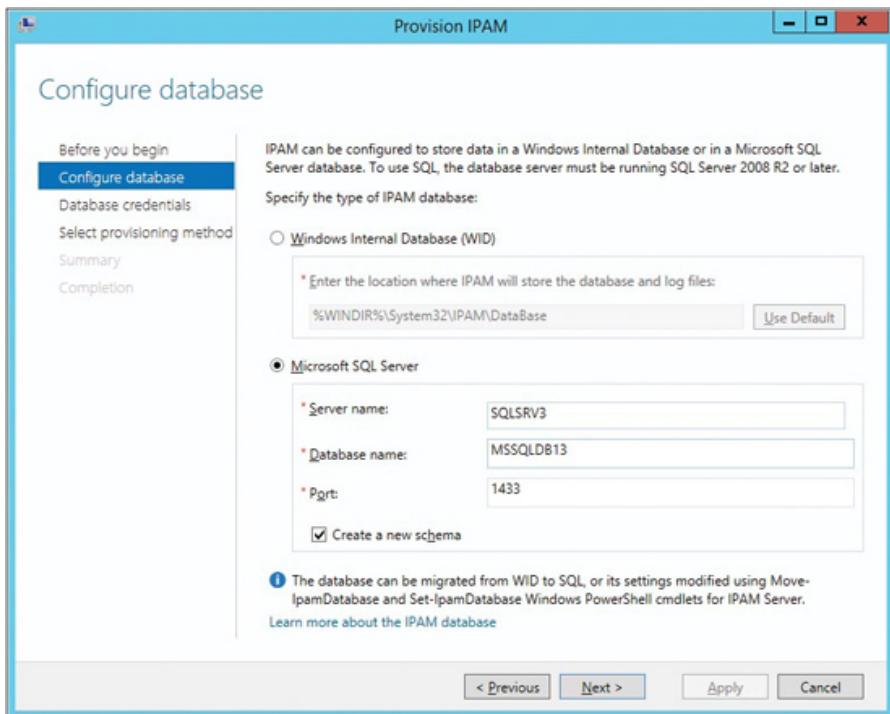 Provision IPAM
Configure database
Before you begin
Configure database
Database credentials
Select provisioning method
Summary
Completion
IPAM can be configured to store data in a Windows Internal Database or in a Microsoft SQL
Server database. To use SQL, the database server must be running SQL Server 2008 R2 or later.
Specify the type of IPAM database:
Windows Internal Database (WID)
* Enter the location where IPAM will store the database and log files:
%WINDIR%\System32\IPAM\DataBase
Use Default
Microsoft SQL Server
* Server name: SQLSRV3
* Database name: MSSQLDB13
* Port: 1433
Create a new schema
The database can be migrated from WID to SQL, or its settings modified using Move-
IpamDatabase and Set-IpamDatabase Windows PowerShell cmdlets for IPAM Server.
Learn more about the IPAM database
< Previous Next > Apply Cancel